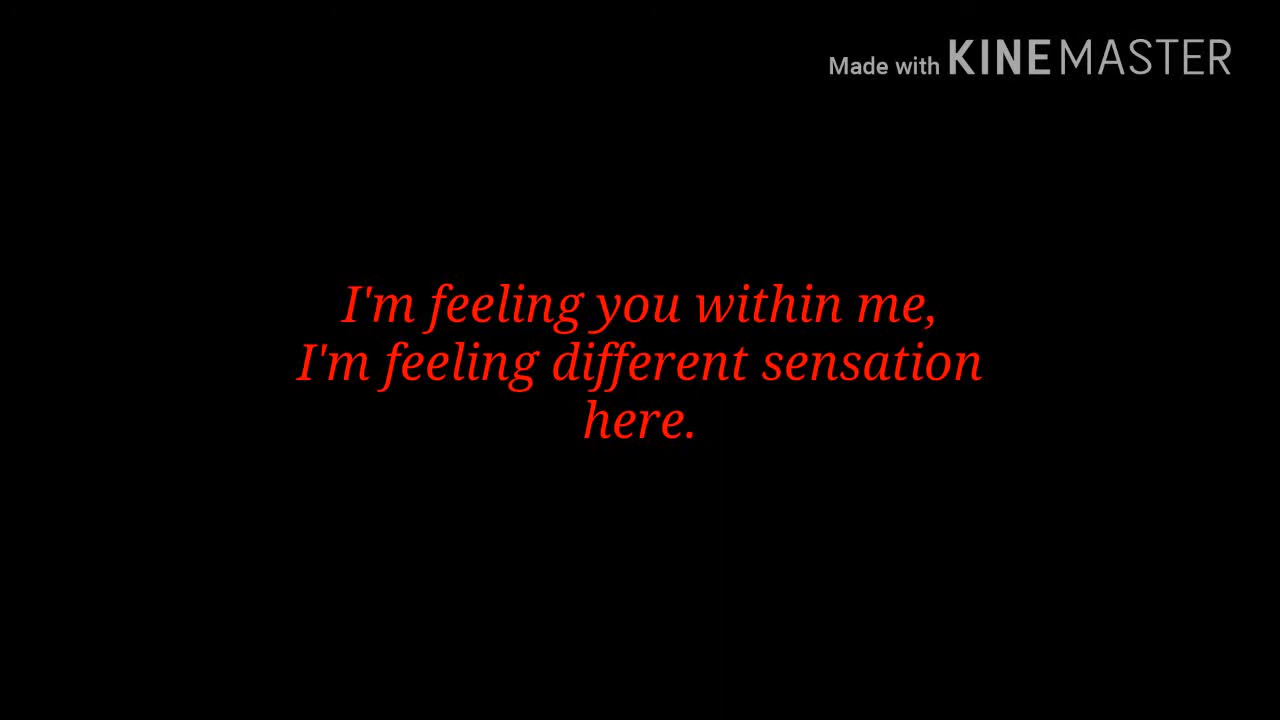 Made with KINEMASTER
I'm feeling you within me,
I'm feeling different sensation
here.